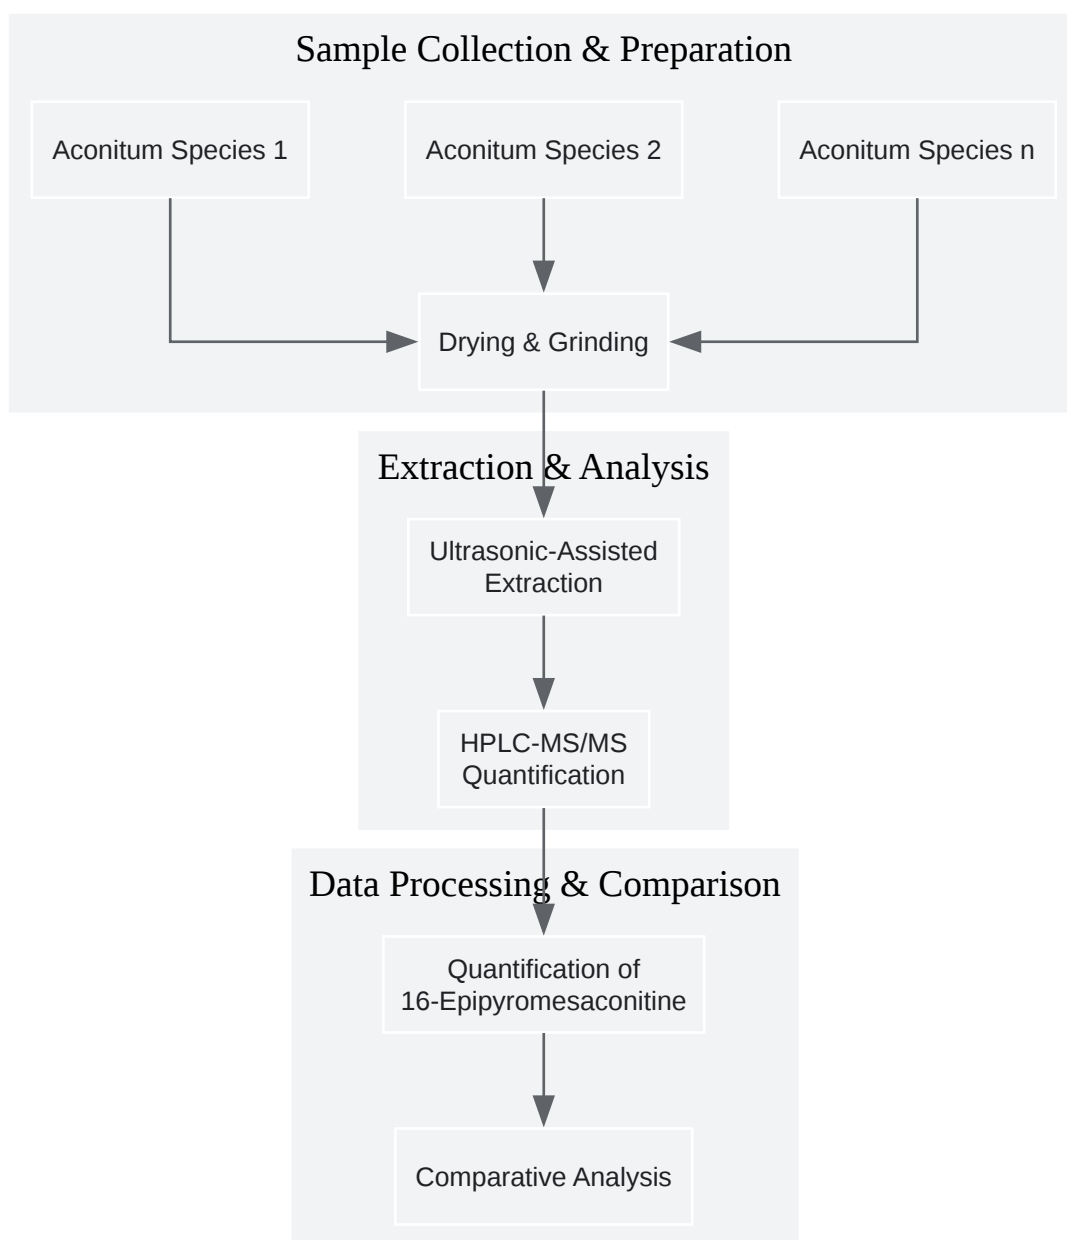 Sample Collection & Preparation
Aconitum Species 1
Aconitum Species 2
Aconitum Species n
Drying & Grinding
Extraction & Analysis
Ultrasonic-Assisted
Extraction
HPLC-MS/MS
Quantification
Data Processing & Comparison
Quantification of
16-Epipyromesaconitine
Comparative Analysis